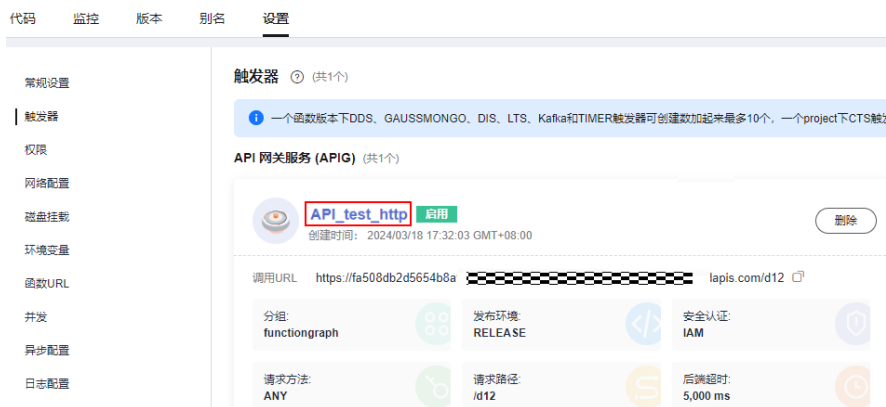 代码 监控 版本 别名 设置
常规设置
触发器
权限
网络配置
磁盘挂载
环境变量
函数URL
并发
异步配置
日志配置
触发器 (共1个)
一个函数版本下DDS、GAUSSMONGO、DIS、LTS、Kafka和TIMER触发器可创建数加起来最多10个，一个project下CTS触发
API 网关服务 (APIG) (共1个)
API_test_http 启用
创建时间： 2024/03/18 17:32:03 GMT+08:00
删除
调用URL https://fa508db2d5654b8a lapis.com/d12
分组: 发布环境: 安全认证:
functiongraph RELEASE IAM
请求方法: 请求路径: 后端超时:
ANY /d12 5,000 ms